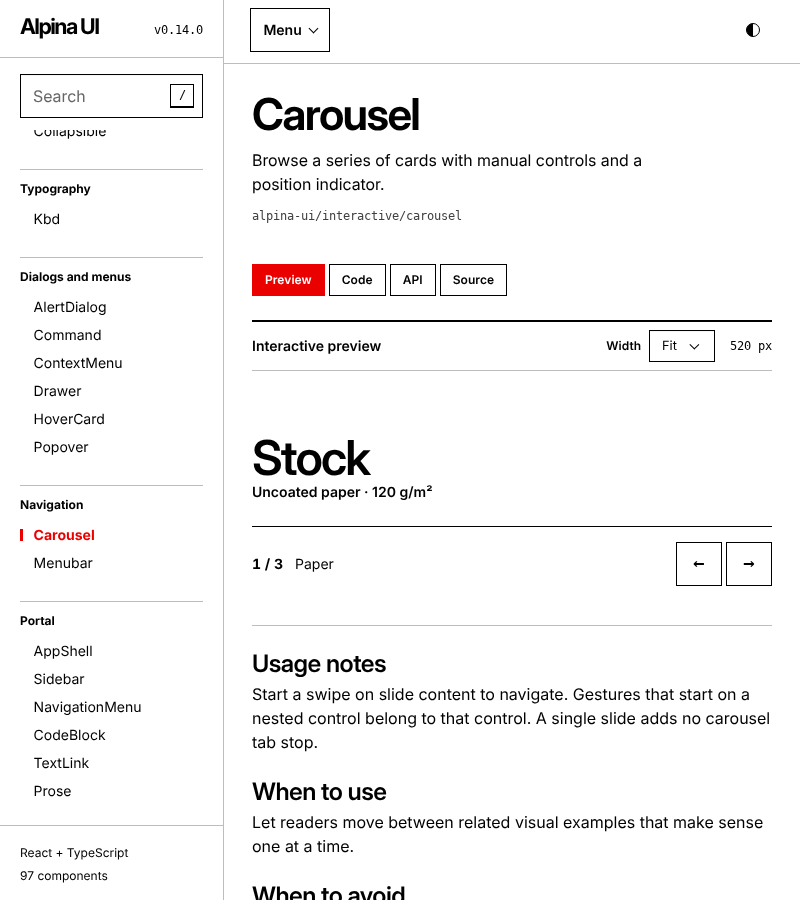 Alpina UI
v0.14.0
Search
/
Collapsible
Typography
Kbd
Dialogs and menus
AlertDialog
Command
ContextMenu
Drawer
HoverCard
Popover
Navigation
Carousel
Menubar
Portal
AppShell
Sidebar
NavigationMenu
CodeBlock
TextLink
Prose
React + TypeScript
97 components
Menu
Carousel
Browse a series of cards with manual controls and a
position indicator.
alpina-ui/interactive/carousel
Preview Code API Source
Interactive preview
Width Fit 520 px
Stock
Uncoated paper · 120 g/m²
1 / 3 Paper
← →
Usage notes
Start a swipe on slide content to navigate. Gestures that start on a
nested control belong to that control. A single slide adds no carousel
tab stop.
When to use
Let readers move between related visual examples that make sense
one at a time.
When to avoid